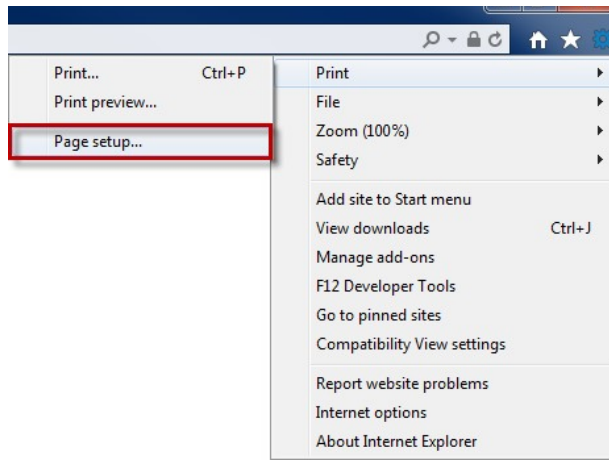 Print... Ctrl+P
Print preview...
Page setup...
Print
File
Zoom (100%)
Safety
Add site to Start menu
View downloads Ctrl+J
Manage add-ons
F12 Developer Tools
Go to pinned sites
Compatibility View settings
Report website problems
Internet options
About Internet Explorer